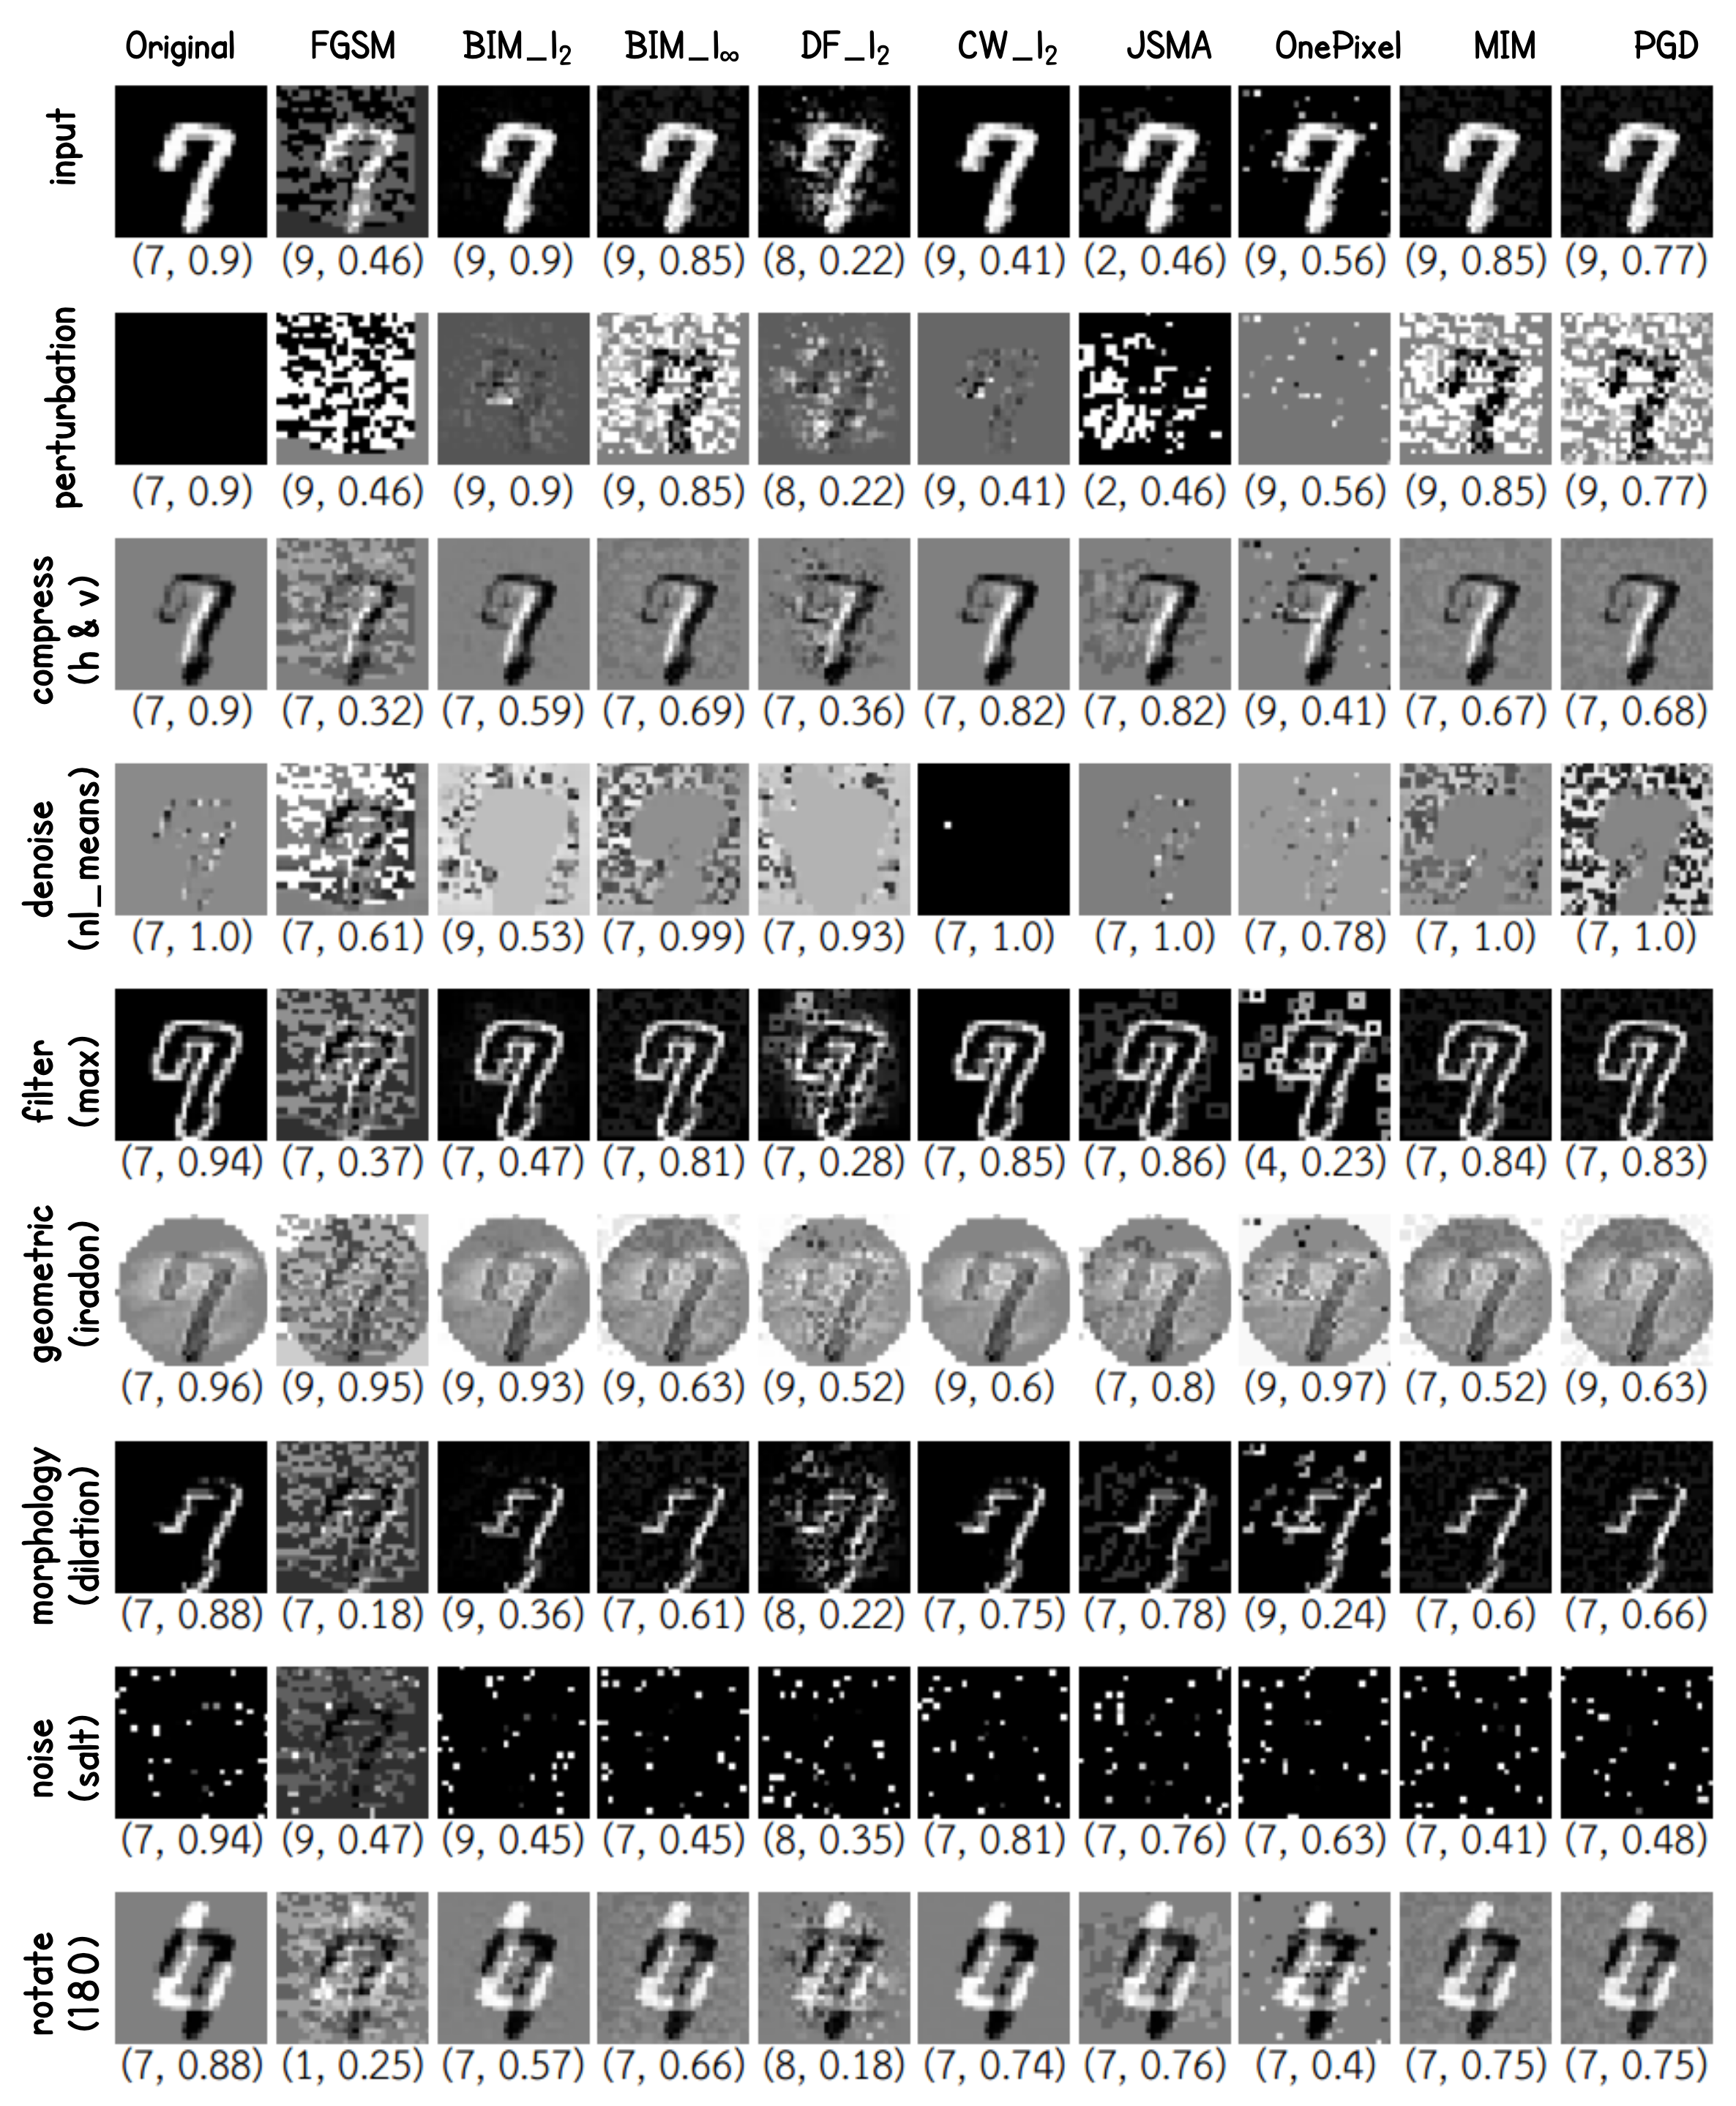 Original FGSM BIM_l₂ BIM_l∞ DF_l₂ CW_l₂ JSMA OnePixel MIM PGD
input
(7, 0.9) (9, 0.46) (9, 0.9) (9, 0.85) (8, 0.22) (9, 0.41) (2, 0.46) (9, 0.56) (9, 0.85) (9, 0.77)
perturbation
(7, 0.9) (9, 0.46) (9, 0.9) (9, 0.85) (8, 0.22) (9, 0.41) (2, 0.46) (9, 0.56) (9, 0.85) (9, 0.77)
compress
(h & v)
(7, 0.9) (7, 0.32) (7, 0.59) (7, 0.69) (7, 0.36) (7, 0.82) (7, 0.82) (9, 0.41) (7, 0.67) (7, 0.68)
denoise
(nl_means)
(7, 1.0) (7, 0.61) (9, 0.53) (7, 0.99) (7, 0.93) (7, 1.0) (7, 1.0) (7, 0.78) (7, 1.0) (7, 1.0)
filter
(max)
(7, 0.94) (7, 0.37) (7, 0.47) (7, 0.81) (7, 0.28) (7, 0.85) (7, 0.86) (4, 0.23) (7, 0.84) (7, 0.83)
geometric
(iradon)
(7, 0.96) (9, 0.95) (9, 0.93) (9, 0.63) (9, 0.52) (9, 0.6) (7, 0.8) (9, 0.97) (7, 0.52) (9, 0.63)
morphology
(dilation)
(7, 0.88) (7, 0.18) (9, 0.36) (7, 0.61) (8, 0.22) (7, 0.75) (7, 0.78) (9, 0.24) (7, 0.6) (7, 0.66)
noise
(salt)
(7, 0.94) (9, 0.47) (9, 0.45) (7, 0.45) (8, 0.35) (7, 0.81) (7, 0.76) (7, 0.63) (7, 0.41) (7, 0.48)
rotate
(180)
(7, 0.88) (1, 0.25) (7, 0.57) (7, 0.66) (8, 0.18) (7, 0.74) (7, 0.76) (7, 0.4) (7, 0.75) (7, 0.75)